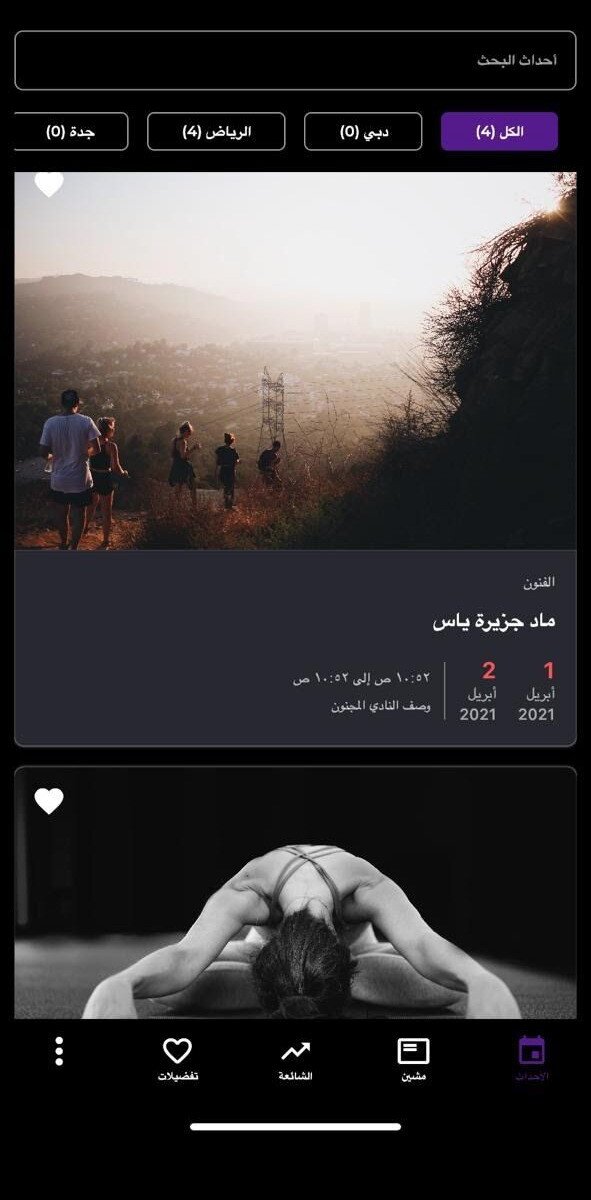 أحداث البحث
الكل (4)
دبي (0)
الرياض (4)
جدة (0)
الفنون
ماد جزيرة ياس
1 أبريل 2021
2 أبريل 2021
١٠:٥٢ ص إلى ١٠:٥٢ ص
وصف النادي المجنون
الاحداث
مشين
الشائعة
تفضيلات